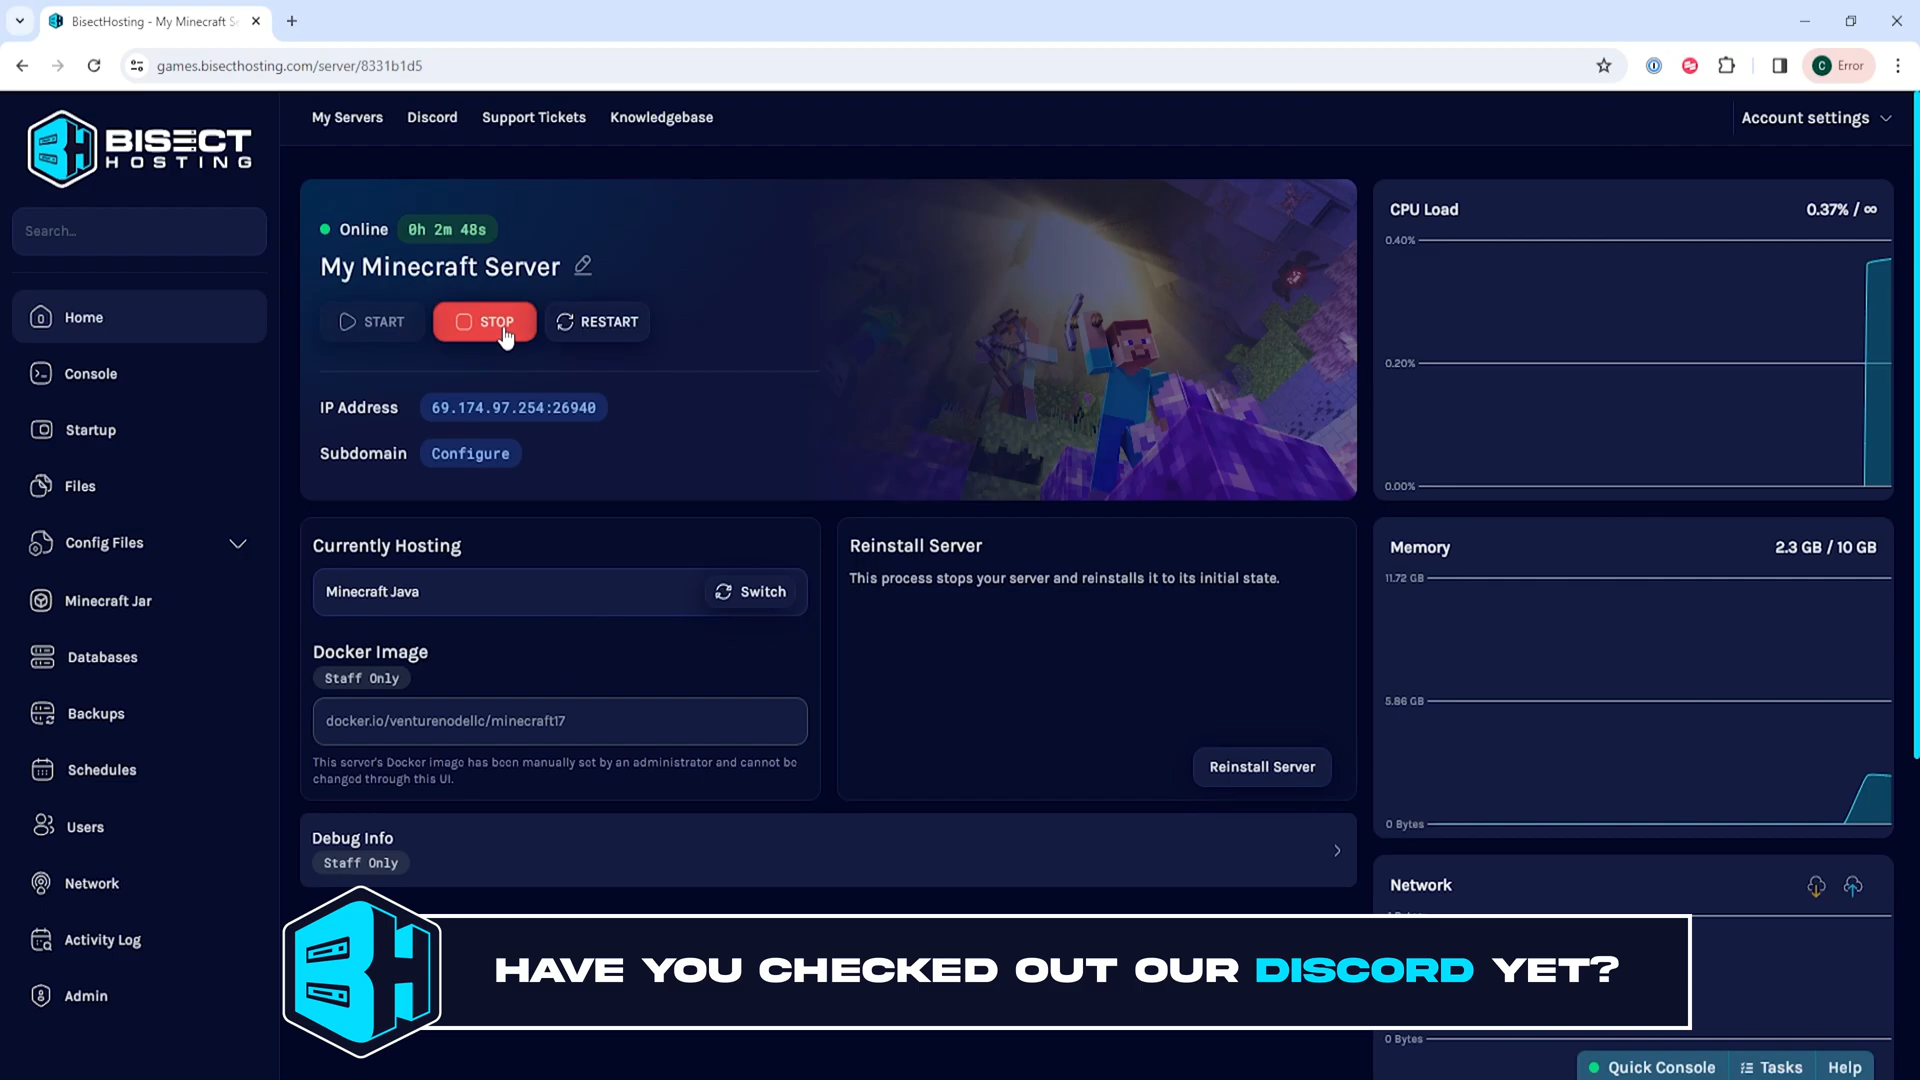 BisectHosting - My Minecraft S
games.bisecthosting.com/server/8331b1d5
C
Error
BISECT
HOSTING
Search...
Home
Console
Startup
Files
Config Files
Minecraft Jar
Databases
Backups
Schedules
Users
Network
Activity Log
Admin
My Servers
Discord
Support Tickets
Knowledgebase
Account settings
Online
0h 2m 48s
My Minecraft Server
START
STOP
RESTART
IP Address
69.174.97.254:26940
Subdomain
Configure
CPU Load
0.37% / ∞
0.40%
0.20%
0.00%
Currently Hosting
Minecraft Java
Switch
Docker Image
Staff Only
docker.io/venturenodellc/minecraft17
This server's Docker image has been manually set by an administrator and cannot be
changed through this UI.
Reinstall Server
This process stops your server and reinstalls it to its initial state.
Reinstall Server
Memory
2.3 GB / 10 GB
11.72 GB
5.86 GB
0 Bytes
Debug Info
Staff Only
Network
0 Bytes
HAVE YOU CHECKED OUT OUR DISCORD YET?
Quick Console
Tasks
Help